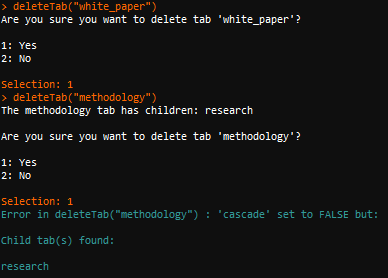 > deleteTab("white_paper")
Are you sure you want to delete tab 'white_paper'?
1: Yes
2: No
Selection: 1
> deleteTab("methodology")
The methodology tab has children: research
Are you sure you want to delete tab 'methodology'?
1: Yes
2: No
Selection: 1
Error in deleteTab("methodology") : 'cascade' set to FALSE but:
Child tab(s) found:
research